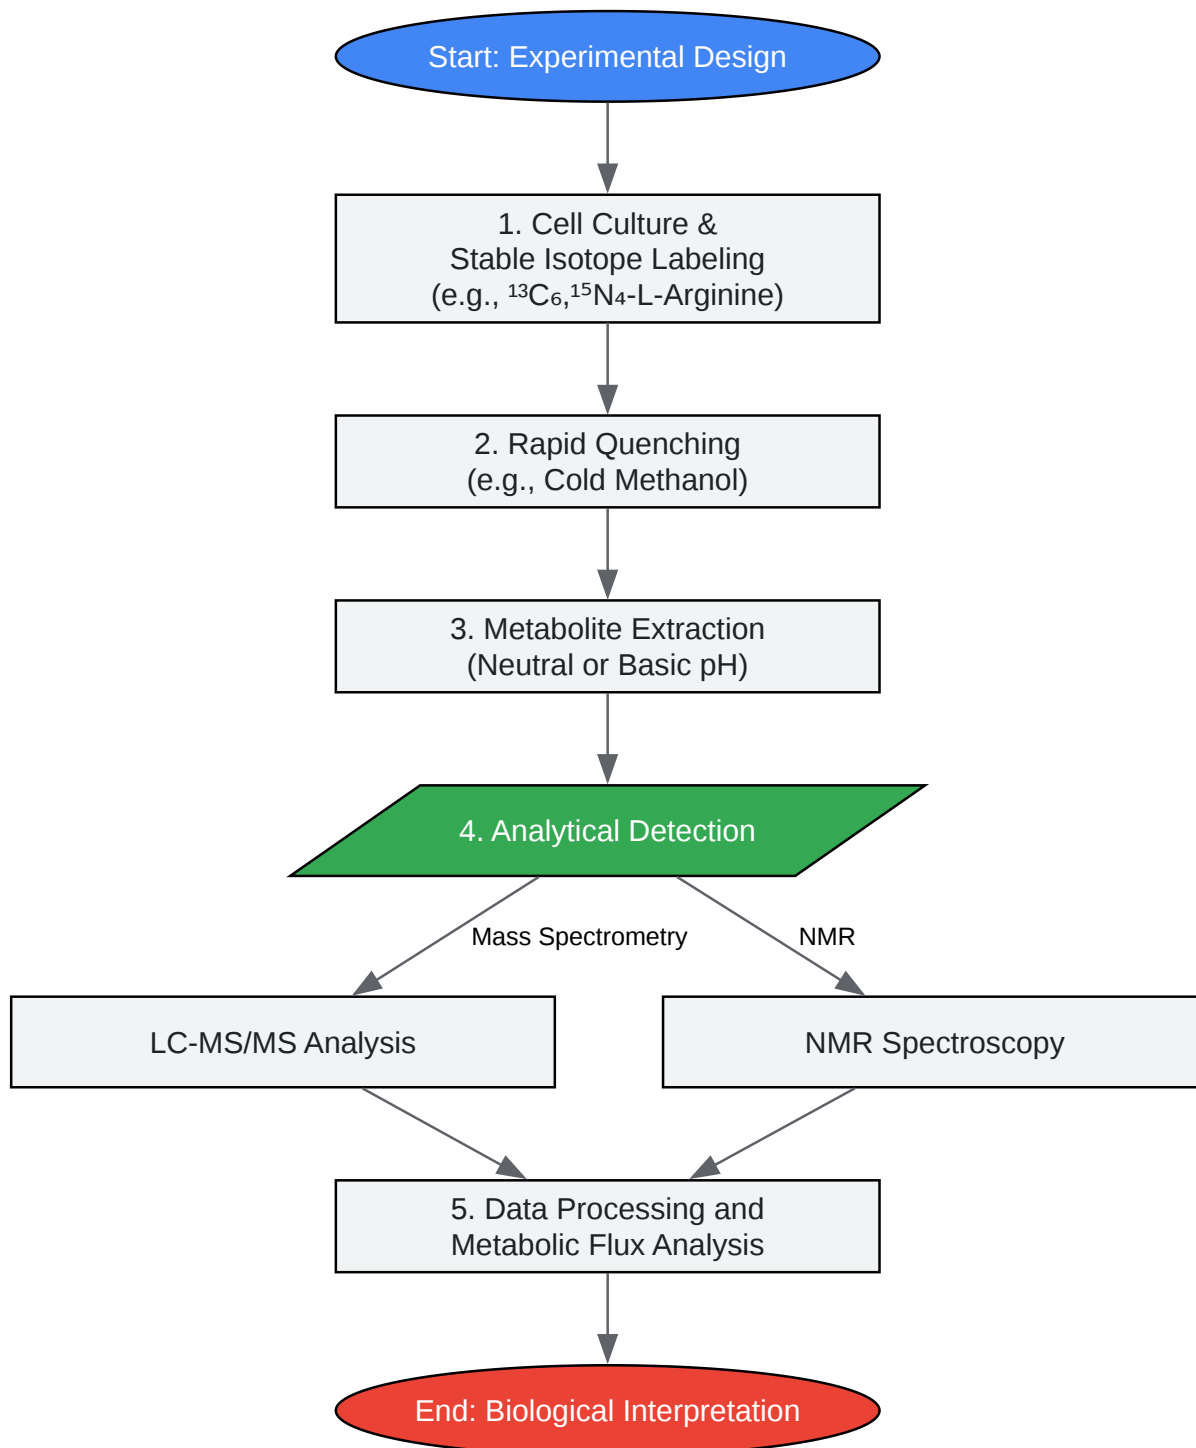 Start: Experimental Design
1. Cell Culture &
Stable Isotope Labeling
(e.g., ¹³C₆,¹⁵N₄-L-Arginine)
2. Rapid Quenching
(e.g., Cold Methanol)
3. Metabolite Extraction
(Neutral or Basic pH)
4. Analytical Detection
Mass Spectrometry
NMR
LC-MS/MS Analysis
NMR Spectroscopy
5. Data Processing and
Metabolic Flux Analysis
End: Biological Interpretation